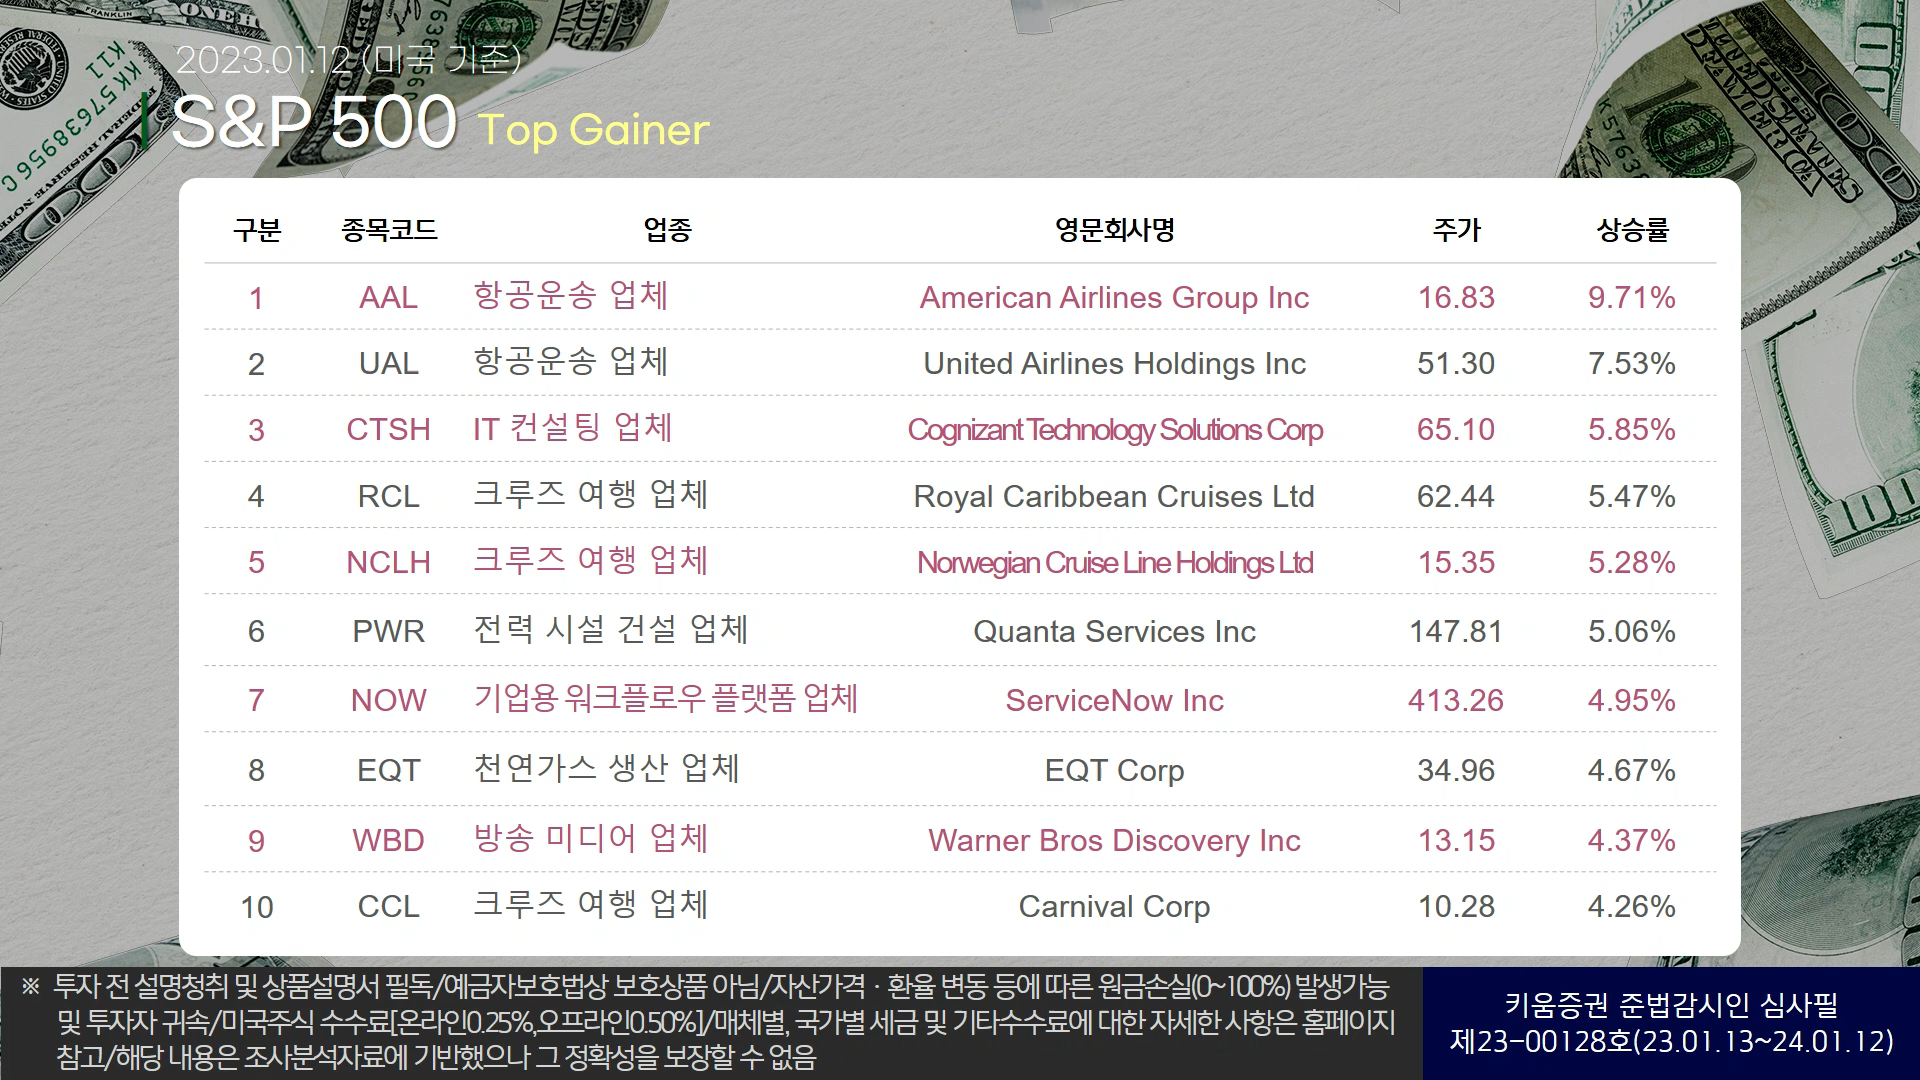 2023.01.12 (미국 기준)
S&P 500 Top Gainer
구분 종목코드 업종 영문회사명 주가 상승률
1 AAL 항공운송 업체 American Airlines Group Inc 16.83 9.71%
2 UAL 항공운송 업체 United Airlines Holdings Inc 51.30 7.53%
3 CTSH IT 컨설팅 업체 Cognizant Technology Solutions Corp 65.10 5.85%
4 RCL 크루즈 여행 업체 Royal Caribbean Cruises Ltd 62.44 5.47%
5 NCLH 크루즈 여행 업체 Norwegian Cruise Line Holdings Ltd 15.35 5.28%
6 PWR 전력 시설 건설 업체 Quanta Services Inc 147.81 5.06%
7 NOW 기업용 워크플로우 플랫폼 업체 ServiceNow Inc 413.26 4.95%
8 EQT 천연가스 생산 업체 EQT Corp 34.96 4.67%
9 WBD 방송 미디어 업체 Warner Bros Discovery Inc 13.15 4.37%
10 CCL 크루즈 여행 업체 Carnival Corp 10.28 4.26%
※ 투자 전 설명청취 및 상품설명서 필독/예금자보호법상 보호상품 아님/자산가격 · 환율 변동 등에 따른 원금손실(0~100%) 발생가능
및 투자자 귀속/미국주식 수수료[온라인0.25%,오프라인0.50%]/매체별, 국가별 세금 및 기타수수료에 대한 자세한 사항은 홈페이지
참고/해당 내용은 조사분석자료에 기반했으나 그 정확성을 보장할 수 없음
키움증권 준법감시인 심사필
제23-00128호(23.01.13~24.01.12)